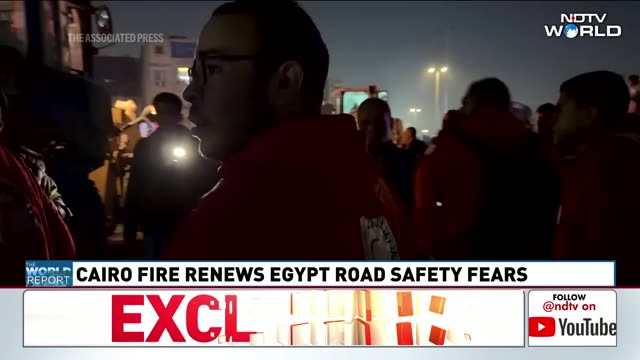 THE ASSOCIATED PRESS
NDTV
WORLD
THE
WORLD
REPORT
CAIRO FIRE RENEWS EGYPT ROAD SAFETY FEARS
EXCL
FOLLOW
@ndtv on
YouTube